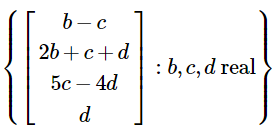 b − c
2b + c + d
5c − 4d
d
: b, c, d real